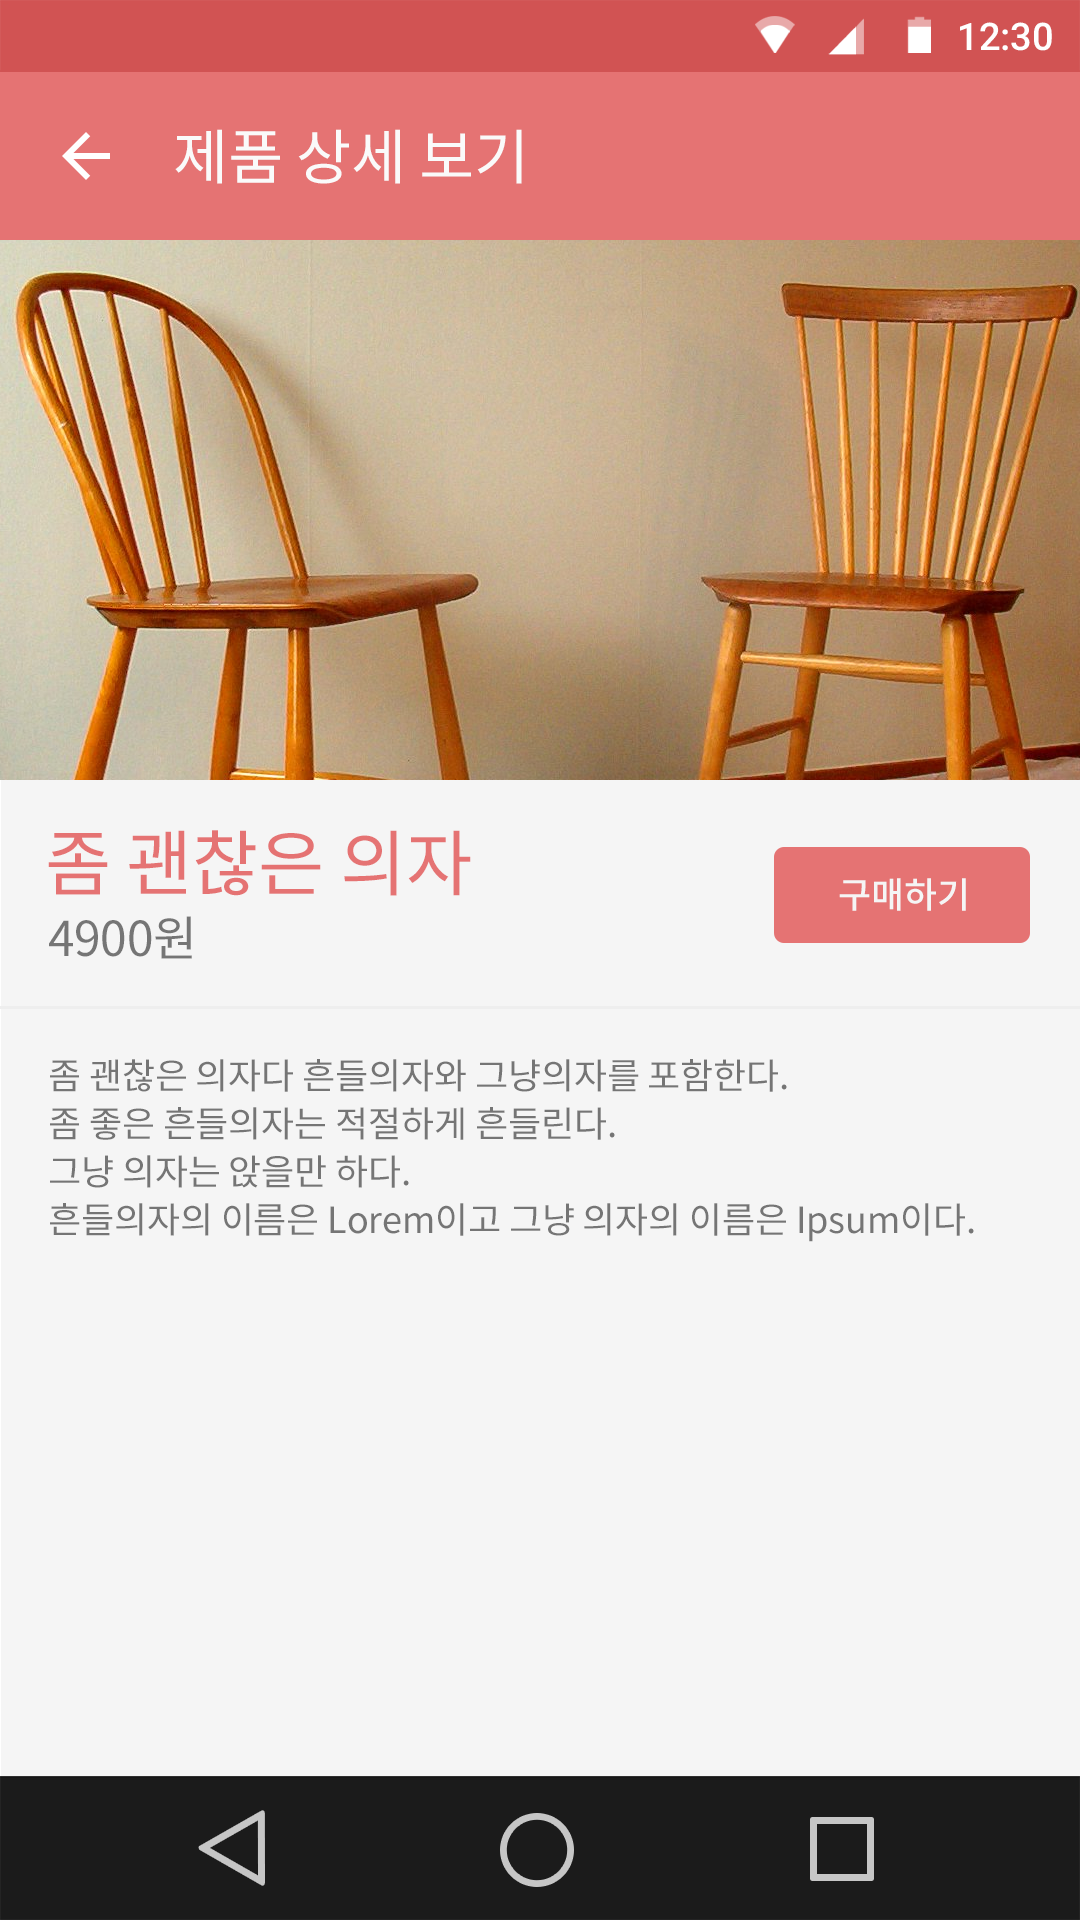 12:30
제품 상세 보기
좀 괜찮은 의자
4900원
구매하기
좀 괜찮은 의자다 흔들의자와 그냥의자를 포함한다.
좀 좋은 흔들의자는 적절하게 흔들린다.
그냥 의자는 앉을만 하다.
흔들의자의 이름은 Lorem이고 그냥 의자의 이름은 Ipsum이다.